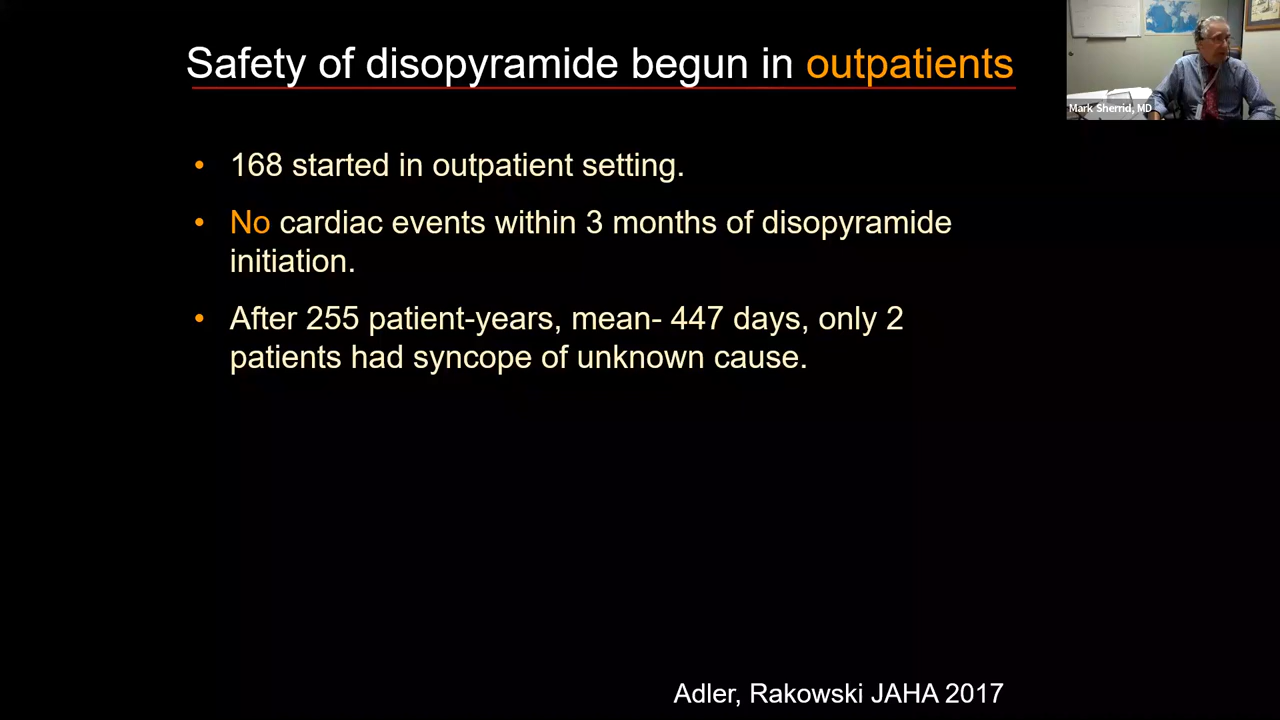 Safety of disopyramide begun in outpatients
Mark Sherrid, MD
• 168 started in outpatient setting.
• No cardiac events within 3 months of disopyramide
initiation.
• After 255 patient-years, mean- 447 days, only 2
patients had syncope of unknown cause.
Adler, Rakowski JAHA 2017